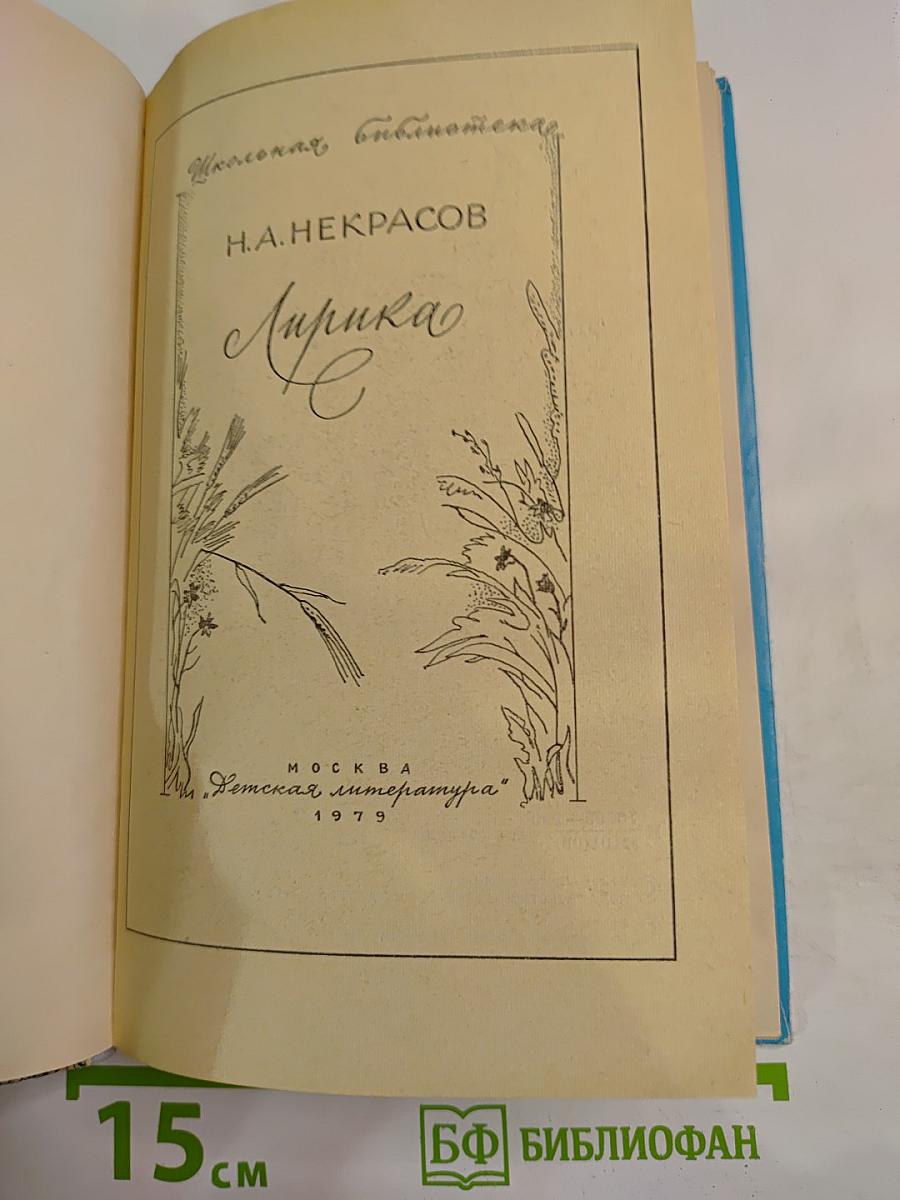 Школьная библиотека
Н.А.НЕКРАСОВ
Лирика
МОСКВА
„Детская литература"
1979
15 см
БФ БИБЛИОФАН